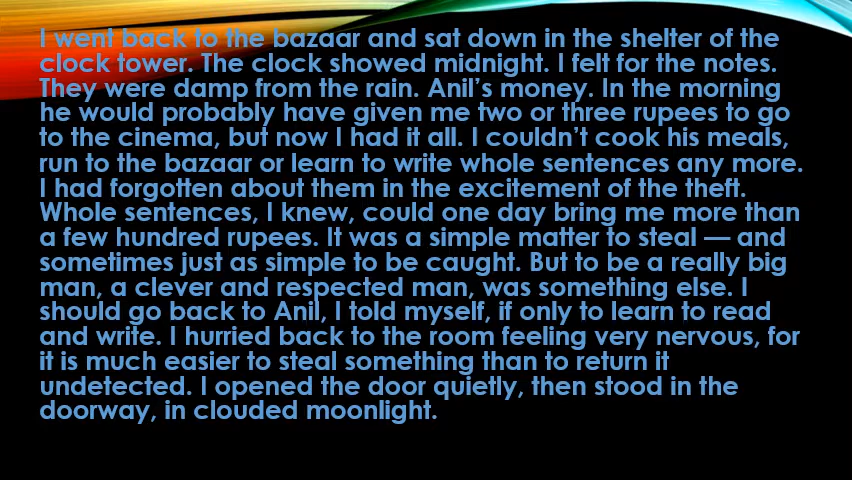 I went back to the bazaar and sat down in the shelter of the
clock tower. The clock showed midnight. I felt for the notes.
They were damp from the rain. Anil’s money. In the morning
he would probably have given me two or three rupees to go
to the cinema, but now I had it all. I couldn’t cook his meals,
run to the bazaar or learn to write whole sentences any more.
I had forgotten about them in the excitement of the theft.
Whole sentences, I knew, could one day bring me more than
a few hundred rupees. It was a simple matter to steal — and
sometimes just as simple to be caught. But to be a really big
man, a clever and respected man, was something else. I
should go back to Anil, I told myself, if only to learn to read
and write. I hurried back to the room feeling very nervous, for
it is much easier to steal something than to return it
undetected. I opened the door quietly, then stood in the
doorway, in clouded moonlight.